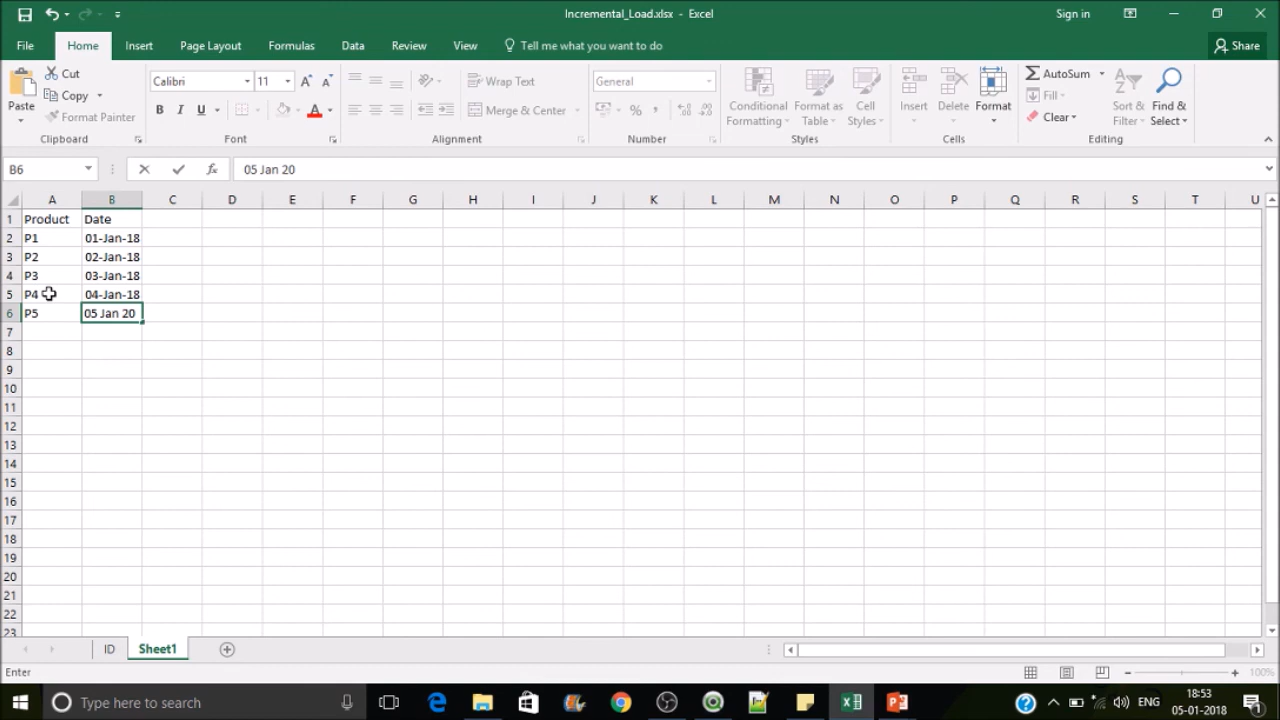 Incremental_Load.xlsx - Excel
Sign in
File Home Insert Page Layout Formulas Data Review View Tell me what you want to do Share
Paste
Cut
Copy
Format Painter
Clipboard
Calibri 11
B I U A
Font
Wrap Text
Merge & Center
Alignment
General
%
Number
Conditional Formatting
Format as Table
Cell Styles
Styles
Insert
Delete
Format
Cells
AutoSum
Fill
Clear
Sort & Filter
Find & Select
Editing
B6 fx 05 Jan 20
A B C D E F G H I J K L M N O P Q R S T U
1 Product Date
2 P1 01-Jan-18
3 P2 02-Jan-18
4 P3 03-Jan-18
5 P4 04-Jan-18
6 P5 05 Jan 20
7
8
9
10
11
12
13
14
15
16
17
18
19
20
21
22
23
ID Sheet1
Enter 100%
Type here to search ENG 18:53
05-01-2018